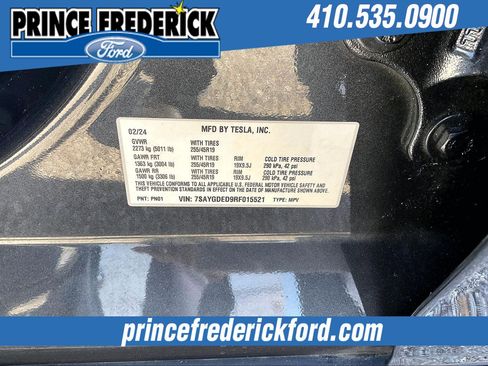 PRINCE FREDERICK
Ford
410.535.0900
02/24 MFD BY TESLA, INC.
GVWR WITH TIRES
2273 kg (5011 lb) 255/45R19
GAWR FRT WITH TIRES RIM COLD TIRE PRESSURE
1363 kg (3004 lb) 255/45R19 19X9.5J 290 kPa, 42 psi
GAWR RR WITH TIRES RIM COLD TIRE PRESSURE
1500 kg (3306 lb) 255/45R19 19X9.5J 290 kPa, 42 psi
THIS VEHICLE CONFORMS TO ALL APPLICABLE U.S. FEDERAL MOTOR VEHICLE SAFETY AND
THEFT PREVENTION STANDARDS IN EFFECT ON THE DATE OF MANUFACTURE SHOWN ABOVE.
PNT: PN01 VIN: 7SAYGDED9RF015521 TYPE: MPV
princefrederickford.com